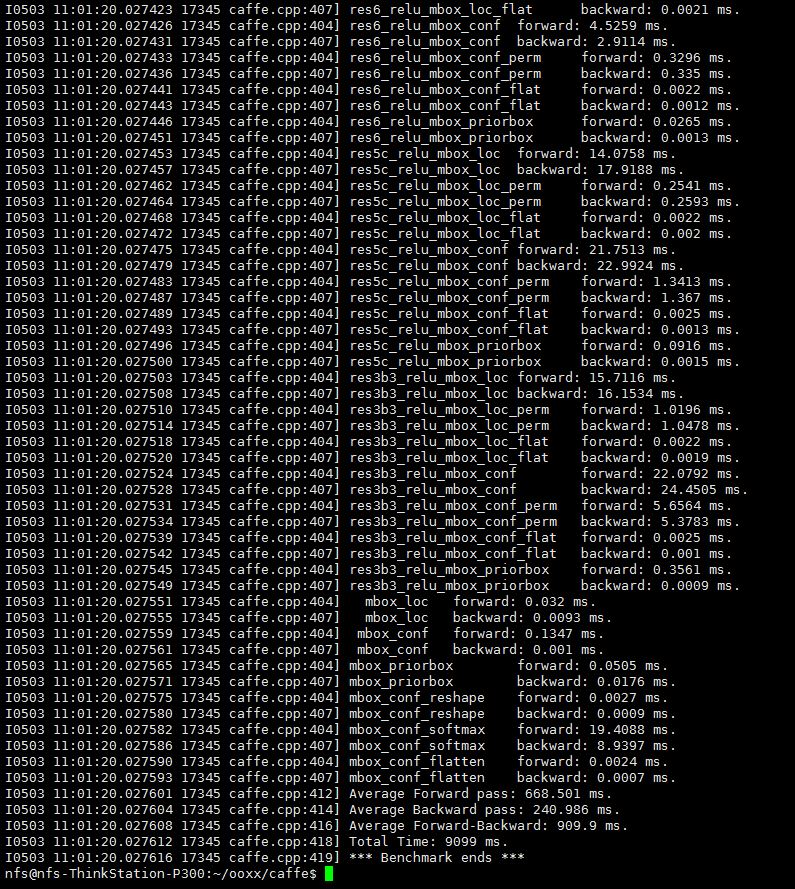 I0503 11:01:20.027423 17345 caffe.cpp:407] res6_relu_mbox_loc_flat backward: 0.0021 ms.
I0503 11:01:20.027426 17345 caffe.cpp:404] res6_relu_mbox_conf forward: 4.5259 ms.
I0503 11:01:20.027431 17345 caffe.cpp:407] res6_relu_mbox_conf backward: 2.9114 ms.
I0503 11:01:20.027433 17345 caffe.cpp:404] res6_relu_mbox_conf_perm forward: 0.3296 ms.
I0503 11:01:20.027436 17345 caffe.cpp:407] res6_relu_mbox_conf_perm backward: 0.335 ms.
I0503 11:01:20.027441 17345 caffe.cpp:404] res6_relu_mbox_conf_flat forward: 0.0022 ms.
I0503 11:01:20.027443 17345 caffe.cpp:407] res6_relu_mbox_conf_flat backward: 0.0012 ms.
I0503 11:01:20.027446 17345 caffe.cpp:404] res6_relu_mbox_priorbox forward: 0.0265 ms.
I0503 11:01:20.027451 17345 caffe.cpp:407] res6_relu_mbox_priorbox backward: 0.0013 ms.
I0503 11:01:20.027453 17345 caffe.cpp:404] res5c_relu_mbox_loc forward: 14.0758 ms.
I0503 11:01:20.027457 17345 caffe.cpp:407] res5c_relu_mbox_loc backward: 17.9188 ms.
I0503 11:01:20.027462 17345 caffe.cpp:404] res5c_relu_mbox_loc_perm forward: 0.2541 ms.
I0503 11:01:20.027464 17345 caffe.cpp:407] res5c_relu_mbox_loc_perm backward: 0.2593 ms.
I0503 11:01:20.027468 17345 caffe.cpp:404] res5c_relu_mbox_loc_flat forward: 0.0022 ms.
I0503 11:01:20.027472 17345 caffe.cpp:407] res5c_relu_mbox_loc_flat backward: 0.002 ms.
I0503 11:01:20.027475 17345 caffe.cpp:404] res5c_relu_mbox_conf forward: 21.7513 ms.
I0503 11:01:20.027479 17345 caffe.cpp:407] res5c_relu_mbox_conf backward: 22.9924 ms.
I0503 11:01:20.027483 17345 caffe.cpp:404] res5c_relu_mbox_conf_perm forward: 1.3413 ms.
I0503 11:01:20.027487 17345 caffe.cpp:407] res5c_relu_mbox_conf_perm backward: 1.367 ms.
I0503 11:01:20.027489 17345 caffe.cpp:404] res5c_relu_mbox_conf_flat forward: 0.0025 ms.
I0503 11:01:20.027493 17345 caffe.cpp:407] res5c_relu_mbox_conf_flat backward: 0.0013 ms.
I0503 11:01:20.027496 17345 caffe.cpp:404] res5c_relu_mbox_priorbox forward: 0.0916 ms.
I0503 11:01:20.027500 17345 caffe.cpp:407] res5c_relu_mbox_priorbox backward: 0.0015 ms.
I0503 11:01:20.027503 17345 caffe.cpp:404] res3b3_relu_mbox_loc forward: 15.7116 ms.
I0503 11:01:20.027508 17345 caffe.cpp:407] res3b3_relu_mbox_loc backward: 16.1534 ms.
I0503 11:01:20.027510 17345 caffe.cpp:404] res3b3_relu_mbox_loc_perm forward: 1.0196 ms.
I0503 11:01:20.027514 17345 caffe.cpp:407] res3b3_relu_mbox_loc_perm backward: 1.0478 ms.
I0503 11:01:20.027518 17345 caffe.cpp:404] res3b3_relu_mbox_loc_flat forward: 0.0022 ms.
I0503 11:01:20.027520 17345 caffe.cpp:407] res3b3_relu_mbox_loc_flat backward: 0.0019 ms.
I0503 11:01:20.027524 17345 caffe.cpp:404] res3b3_relu_mbox_conf forward: 22.0792 ms.
I0503 11:01:20.027528 17345 caffe.cpp:407] res3b3_relu_mbox_conf backward: 24.4505 ms.
I0503 11:01:20.027531 17345 caffe.cpp:404] res3b3_relu_mbox_conf_perm forward: 5.6564 ms.
I0503 11:01:20.027534 17345 caffe.cpp:407] res3b3_relu_mbox_conf_perm backward: 5.3783 ms.
I0503 11:01:20.027539 17345 caffe.cpp:404] res3b3_relu_mbox_conf_flat forward: 0.0025 ms.
I0503 11:01:20.027542 17345 caffe.cpp:407] res3b3_relu_mbox_conf_flat backward: 0.001 ms.
I0503 11:01:20.027545 17345 caffe.cpp:404] res3b3_relu_mbox_priorbox forward: 0.3561 ms.
I0503 11:01:20.027549 17345 caffe.cpp:407] res3b3_relu_mbox_priorbox backward: 0.0009 ms.
I0503 11:01:20.027551 17345 caffe.cpp:404] mbox_loc forward: 0.032 ms.
I0503 11:01:20.027555 17345 caffe.cpp:407] mbox_loc backward: 0.0093 ms.
I0503 11:01:20.027559 17345 caffe.cpp:404] mbox_conf forward: 0.1347 ms.
I0503 11:01:20.027561 17345 caffe.cpp:407] mbox_conf backward: 0.001 ms.
I0503 11:01:20.027565 17345 caffe.cpp:404] mbox_priorbox forward: 0.0505 ms.
I0503 11:01:20.027571 17345 caffe.cpp:407] mbox_priorbox backward: 0.0176 ms.
I0503 11:01:20.027575 17345 caffe.cpp:404] mbox_conf_reshape forward: 0.0027 ms.
I0503 11:01:20.027580 17345 caffe.cpp:407] mbox_conf_reshape backward: 0.0009 ms.
I0503 11:01:20.027582 17345 caffe.cpp:404] mbox_conf_softmax forward: 19.4088 ms.
I0503 11:01:20.027586 17345 caffe.cpp:407] mbox_conf_softmax backward: 8.9397 ms.
I0503 11:01:20.027590 17345 caffe.cpp:404] mbox_conf_flatten forward: 0.0024 ms.
I0503 11:01:20.027593 17345 caffe.cpp:407] mbox_conf_flatten backward: 0.0007 ms.
I0503 11:01:20.027601 17345 caffe.cpp:412] Average Forward pass: 668.501 ms.
I0503 11:01:20.027604 17345 caffe.cpp:414] Average Backward pass: 240.986 ms.
I0503 11:01:20.027608 17345 caffe.cpp:416] Average Forward-Backward: 909.9 ms.
I0503 11:01:20.027612 17345 caffe.cpp:418] Total Time: 9099 ms.
I0503 11:01:20.027616 17345 caffe.cpp:419] *** Benchmark ends ***
nfs@nfs-ThinkStation-P300:~/ooxx/caffe$